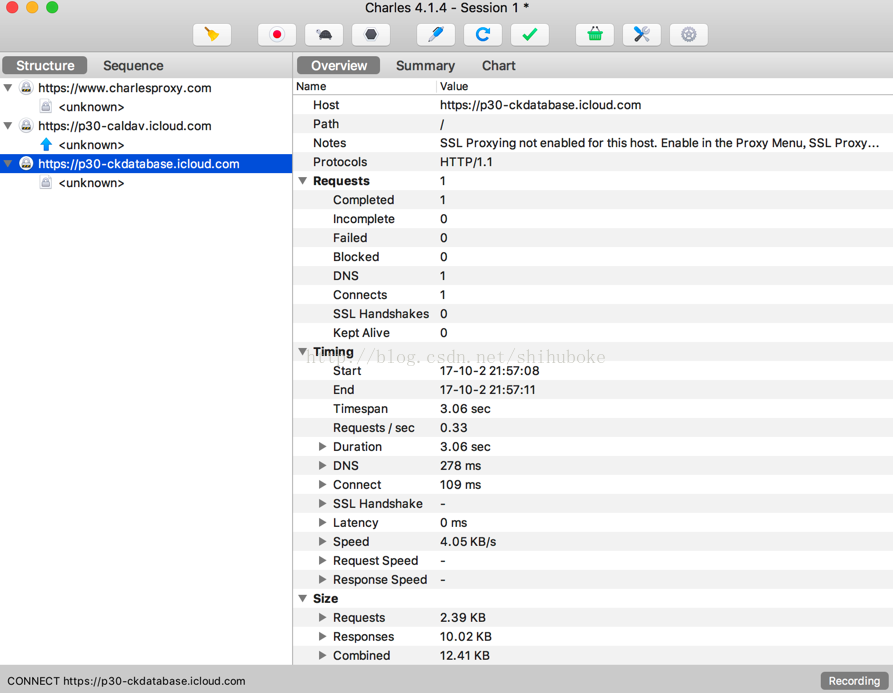 Charles 4.1.4 - Session 1 *
Structure Sequence
Overview Summary Chart
https://www.charlesproxy.com
<unknown>
https://p30-caldav.icloud.com
<unknown>
https://p30-ckdatabase.icloud.com
<unknown>
Name Value
Host https://p30-ckdatabase.icloud.com
Path /
Notes SSL Proxying not enabled for this host. Enable in the Proxy Menu, SSL Proxy...
Protocols HTTP/1.1
Requests 1
Completed 1
Incomplete 0
Failed 0
Blocked 0
DNS 1
Connects 1
SSL Handshakes 0
Kept Alive 0
Timing
http://blog.csdn.net/shihuboke
Start 17-10-2 21:57:08
End 17-10-2 21:57:11
Timespan 3.06 sec
Requests / sec 0.33
Duration 3.06 sec
DNS 278 ms
Connect 109 ms
SSL Handshake -
Latency 0 ms
Speed 4.05 KB/s
Request Speed -
Response Speed -
Size
Requests 2.39 KB
Responses 10.02 KB
Combined 12.41 KB
CONNECT https://p30-ckdatabase.icloud.com
Recording